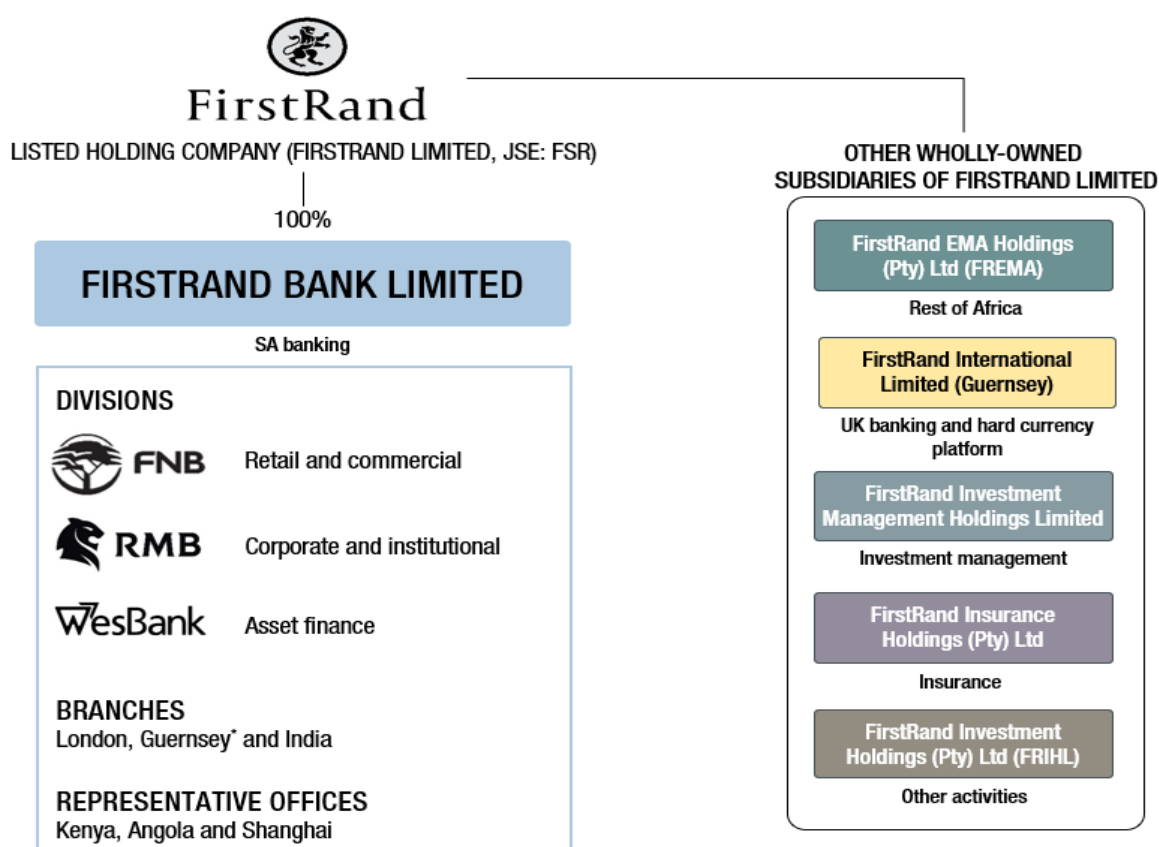 FirstRand
LISTED HOLDING COMPANY (FIRSTRAND LIMITED, JSE: FSR)
100%
FIRSTRAND BANK LIMITED
SA banking
DIVISIONS
FNB Retail and commercial
RMB Corporate and institutional
WesBank Asset finance
BRANCHES
London, Guernsey* and India
REPRESENTATIVE OFFICES
Kenya, Angola and Shanghai
OTHER WHOLLY-OWNED
SUBSIDIARIES OF FIRSTRAND LIMITED
FirstRand EMA Holdings
(Pty) Ltd (FREMA)
Rest of Africa
FirstRand International
Limited (Guernsey)
UK banking and hard currency
platform
FirstRand Investment
Management Holdings Limited
Investment management
FirstRand Insurance
Holdings (Pty) Ltd
Insurance
FirstRand Investment
Holdings (Pty) Ltd (FRIHL)
Other activities